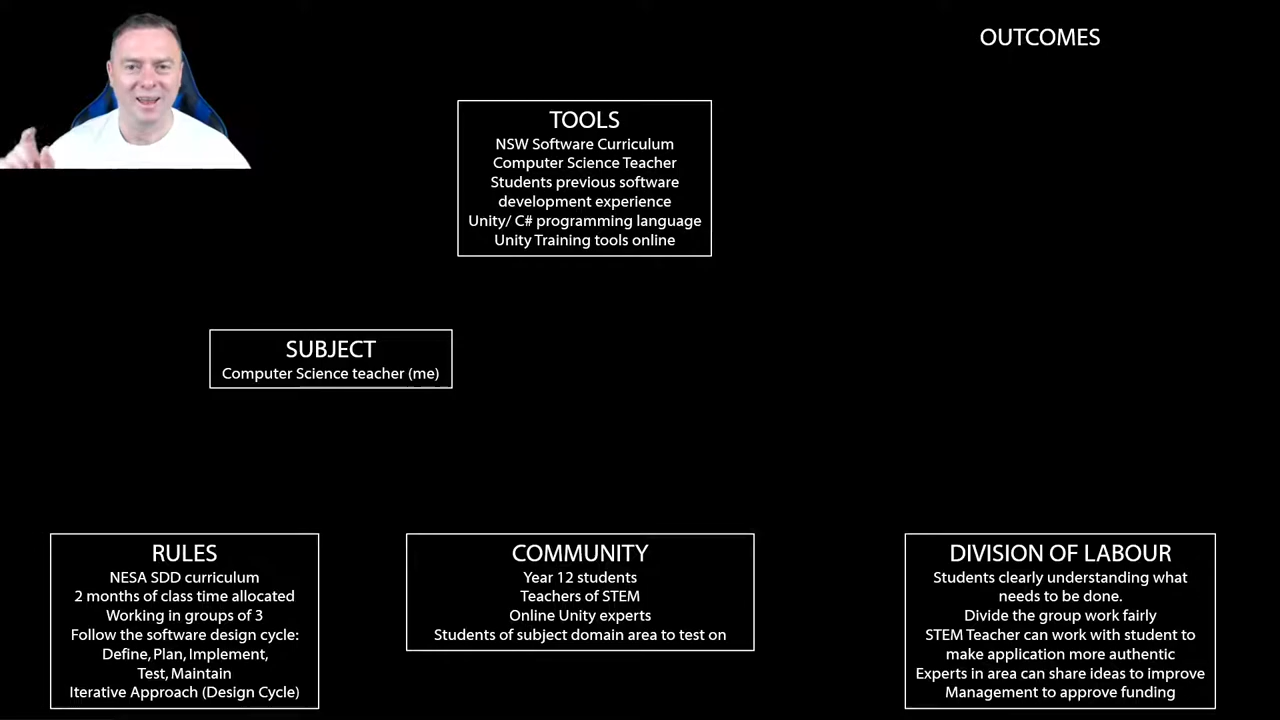 OUTCOMES
TOOLS
NSW Software Curriculum
Computer Science Teacher
Students previous software
development experience
Unity/ C# programming language
Unity Training tools online
SUBJECT
Computer Science teacher (me)
RULES
NESA SDD curriculum
2 months of class time allocated
Working in groups of 3
Follow the software design cycle:
Define, Plan, Implement,
Test, Maintain
Iterative Approach (Design Cycle)
COMMUNITY
Year 12 students
Teachers of STEM
Online Unity experts
Students of subject domain area to test on
DIVISION OF LABOUR
Students clearly understanding what
needs to be done.
Divide the group work fairly
STEM Teacher can work with student to
make application more authentic
Experts in area can share ideas to improve
Management to approve funding